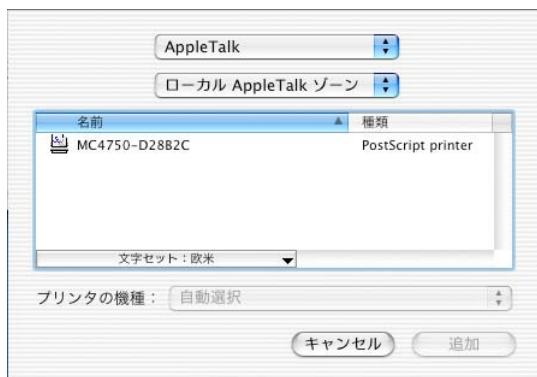 AppleTalk
ローカル AppleTalk ゾーン
名前 種類
MC4750-D28B2C PostScript printer
文字セット：欧米
プリンタの機種： 自動選択
キャンセル 追加